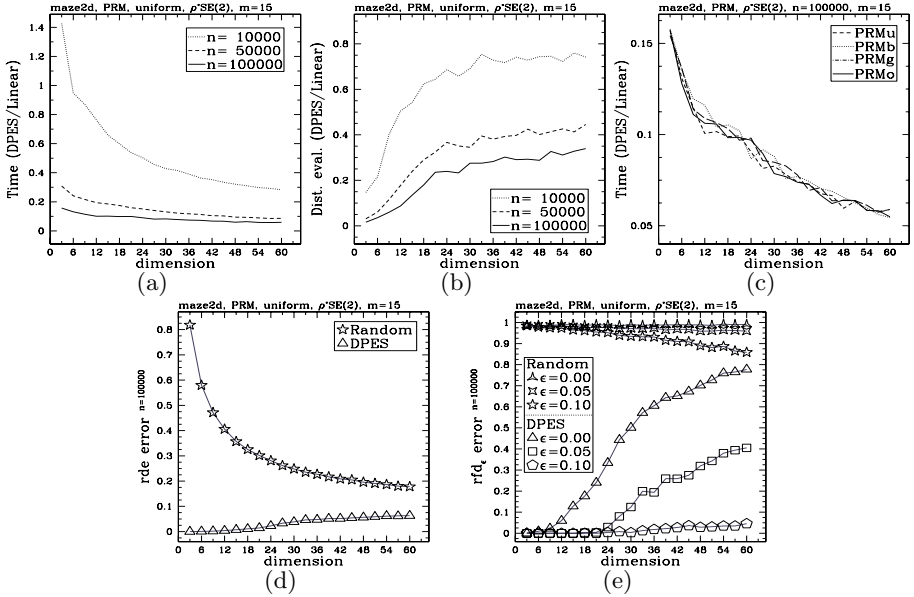 maze2d, PRM, uniform, ρ*SE(2), m=15
Time (DPES/Linear)
1.4
1.2
1
0.8
0.6
0.4
0.2
0
n= 10000
n= 50000
n=100000
0 6 12 18 24 30 36 42 48 54 60
dimension
(a)
maze2d, PRM, uniform, ρ*SE(2), m=15
Dist. eval. (DPES/Linear)
0.8
0.6
0.4
0.2
0
n= 10000
n= 50000
n=100000
0 6 12 18 24 30 36 42 48 54 60
dimension
(b)
maze2d, PRM, ρ*SE(2), n=100000, m=15
Time (DPES/Linear)
0.15
0.1
0.05
PRMu
PRMb
PRMg
PRMo
0 6 12 18 24 30 36 42 48 54 60
dimension
(c)
maze2d, PRM, uniform, ρ*SE(2), m=15
rde error n=100000
0.8
0.7
0.6
0.5
0.4
0.3
0.2
0.1
0
Random
DPES
0 6 12 18 24 30 36 42 48 54 60
dimension
(d)
maze2d, PRM, uniform, ρ*SE(2), m=15
rfdε error n=100000
1
0.9
0.8
0.7
0.6
0.5
0.4
0.3
0.2
0.1
0
Random
ε=0.00
ε=0.05
ε=0.10
DPES
ε=0.00
ε=0.05
ε=0.10
0 6 12 18 24 30 36 42 48 54 60
dimension
(e)